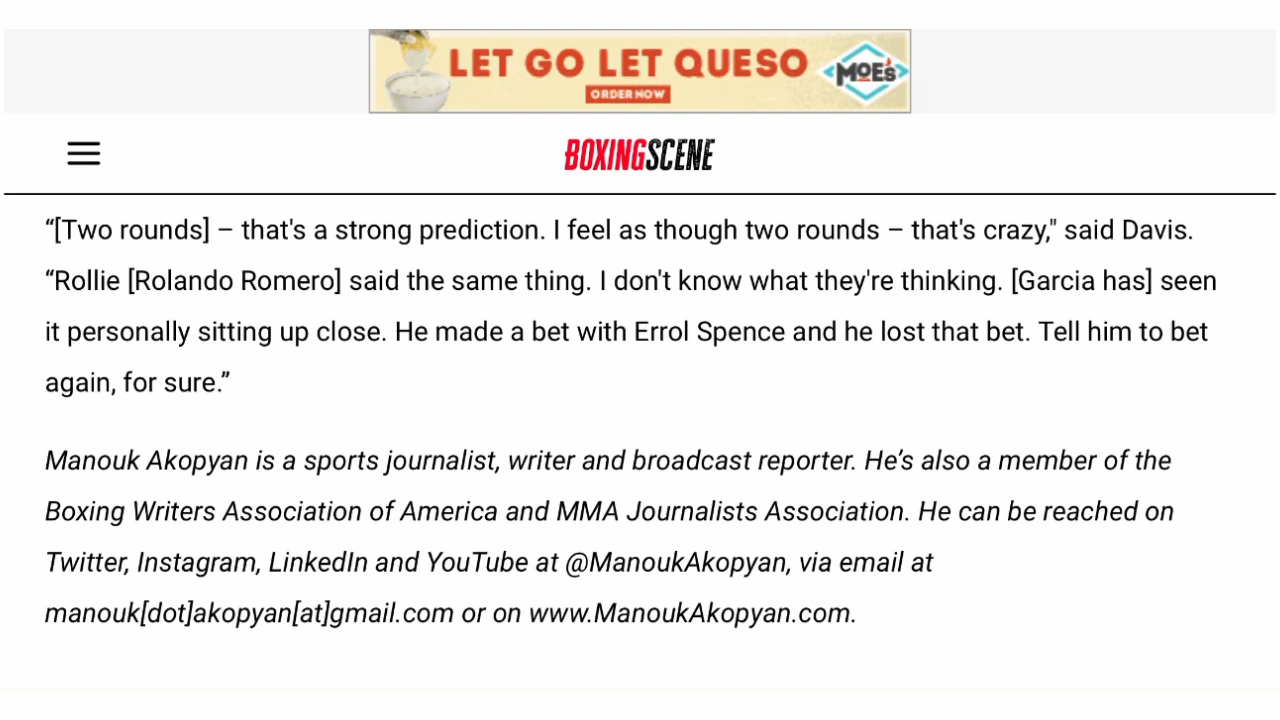 LET GO LET QUESO
ORDER NOW
MOE's
BOXINGSCENE
“[Two rounds] – that's a strong prediction. I feel as though two rounds – that's crazy," said Davis.
“Rollie [Rolando Romero] said the same thing. I don't know what they're thinking. [Garcia has] seen
it personally sitting up close. He made a bet with Errol Spence and he lost that bet. Tell him to bet
again, for sure.”
Manouk Akopyan is a sports journalist, writer and broadcast reporter. He’s also a member of the
Boxing Writers Association of America and MMA Journalists Association. He can be reached on
Twitter, Instagram, LinkedIn and YouTube at @ManoukAkopyan, via email at
manouk[dot]akopyan[at]gmail.com or on www.ManoukAkopyan.com.